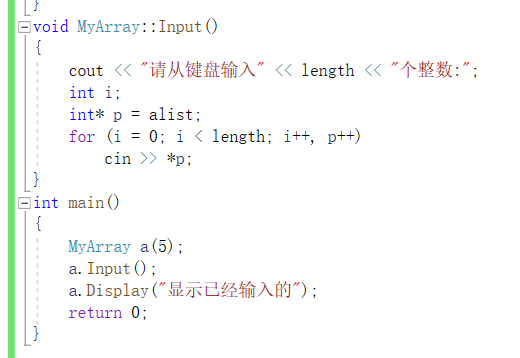 }
void MyArray::Input()
{
    cout << "请从键盘输入" << length << "个整数:";
    int i;
    int* p = alist;
    for (i = 0; i < length; i++, p++)
        cin >> *p;
}
int main()
{
    MyArray a(5);
    a.Input();
    a.Display("显示已经输入的");
    return 0;
}